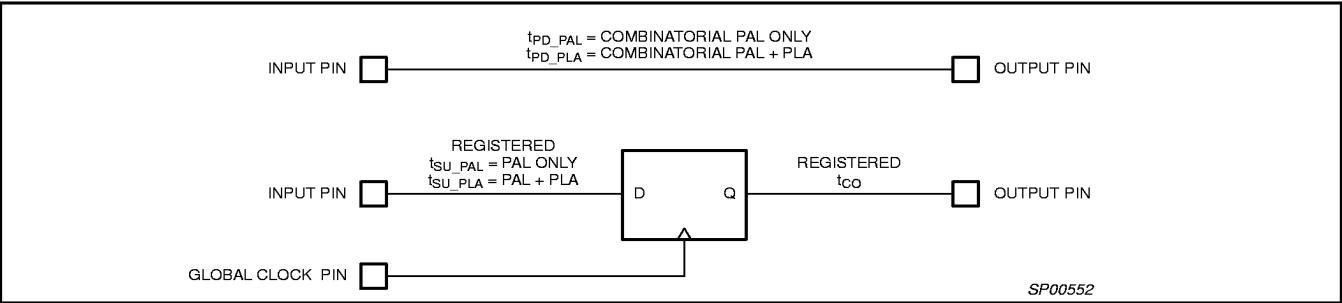 tPD_PAL = COMBINATORIAL PAL ONLY
tPD_PLA = COMBINATORIAL PAL + PLA
INPUT PIN
OUTPUT PIN
REGISTERED
tSU_PAL = PAL ONLY
tSU_PLA = PAL + PLA
REGISTERED
tCO
INPUT PIN
D
Q
OUTPUT PIN
GLOBAL CLOCK PIN
SP00552